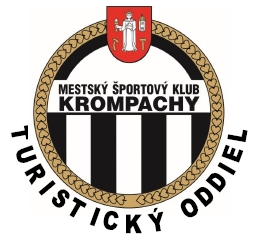 MESTSKÝ ŠPORTOVÝ KLUB
KROMPACHY
TURISTICKÝ ODDIEL